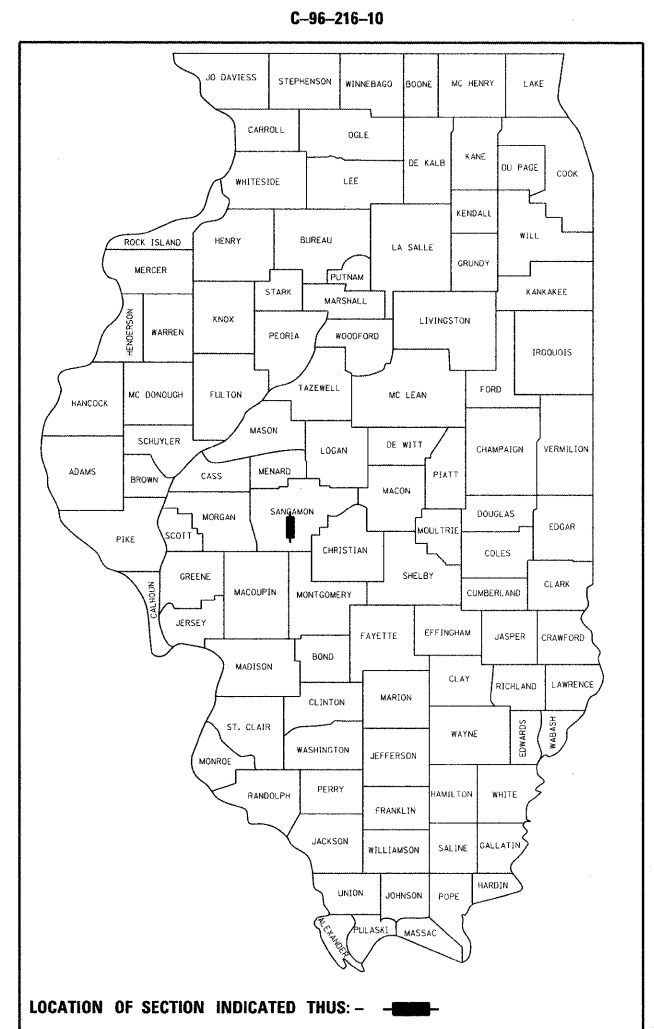 C-96-216-10
JO DAVIESS
STEPHENSON
WINNEBAGO
BOONE
MC HENRY
LAKE
CARROLL
OGLE
DE KALB
KANE
DU PAGE
COOK
WHITESIDE
LEE
KENDALL
WILL
ROCK ISLAND
HENRY
BUREAU
LA SALLE
GRUNDY
MERCER
PUTNAM
STARK
MARSHALL
KANKAKEE
HENDERSON
WARREN
KNOX
PEORIA
WOODFORD
LIVINGSTON
IROQUOIS
HANCOCK
MC DONOUGH
FULTON
TAZEWELL
MC LEAN
FORD
MASON
SCHUYLER
LOGAN
DE WITT
CHAMPAIGN
VERMILION
ADAMS
BROWN
CASS
MENARD
PIATT
MACON
SANGAMON
MORGAN
DOUGLAS
EDGAR
PIKE
SCOTT
MOULTRIE
CHRISTIAN
COLES
CALHOUN
GREENE
MACOUPIN
MONTGOMERY
SHELBY
CUMBERLAND
CLARK
JERSEY
FAYETTE
EFFINGHAM
JASPER
CRAWFORD
MADISON
BOND
CLAY
RICHLAND
LAWRENCE
CLINTON
MARION
ST. CLAIR
WAYNE
EDWARDS
WABASH
WASHINGTON
JEFFERSON
MONROE
RANDOLPH
PERRY
HAMILTON
WHITE
FRANKLIN
JACKSON
WILLIAMSON
SALINE
GALLATIN
UNION
JOHNSON
POPE
HARDIN
ALEXANDER
PULASKI
MASSAC
LOCATION OF SECTION INDICATED THUS: -